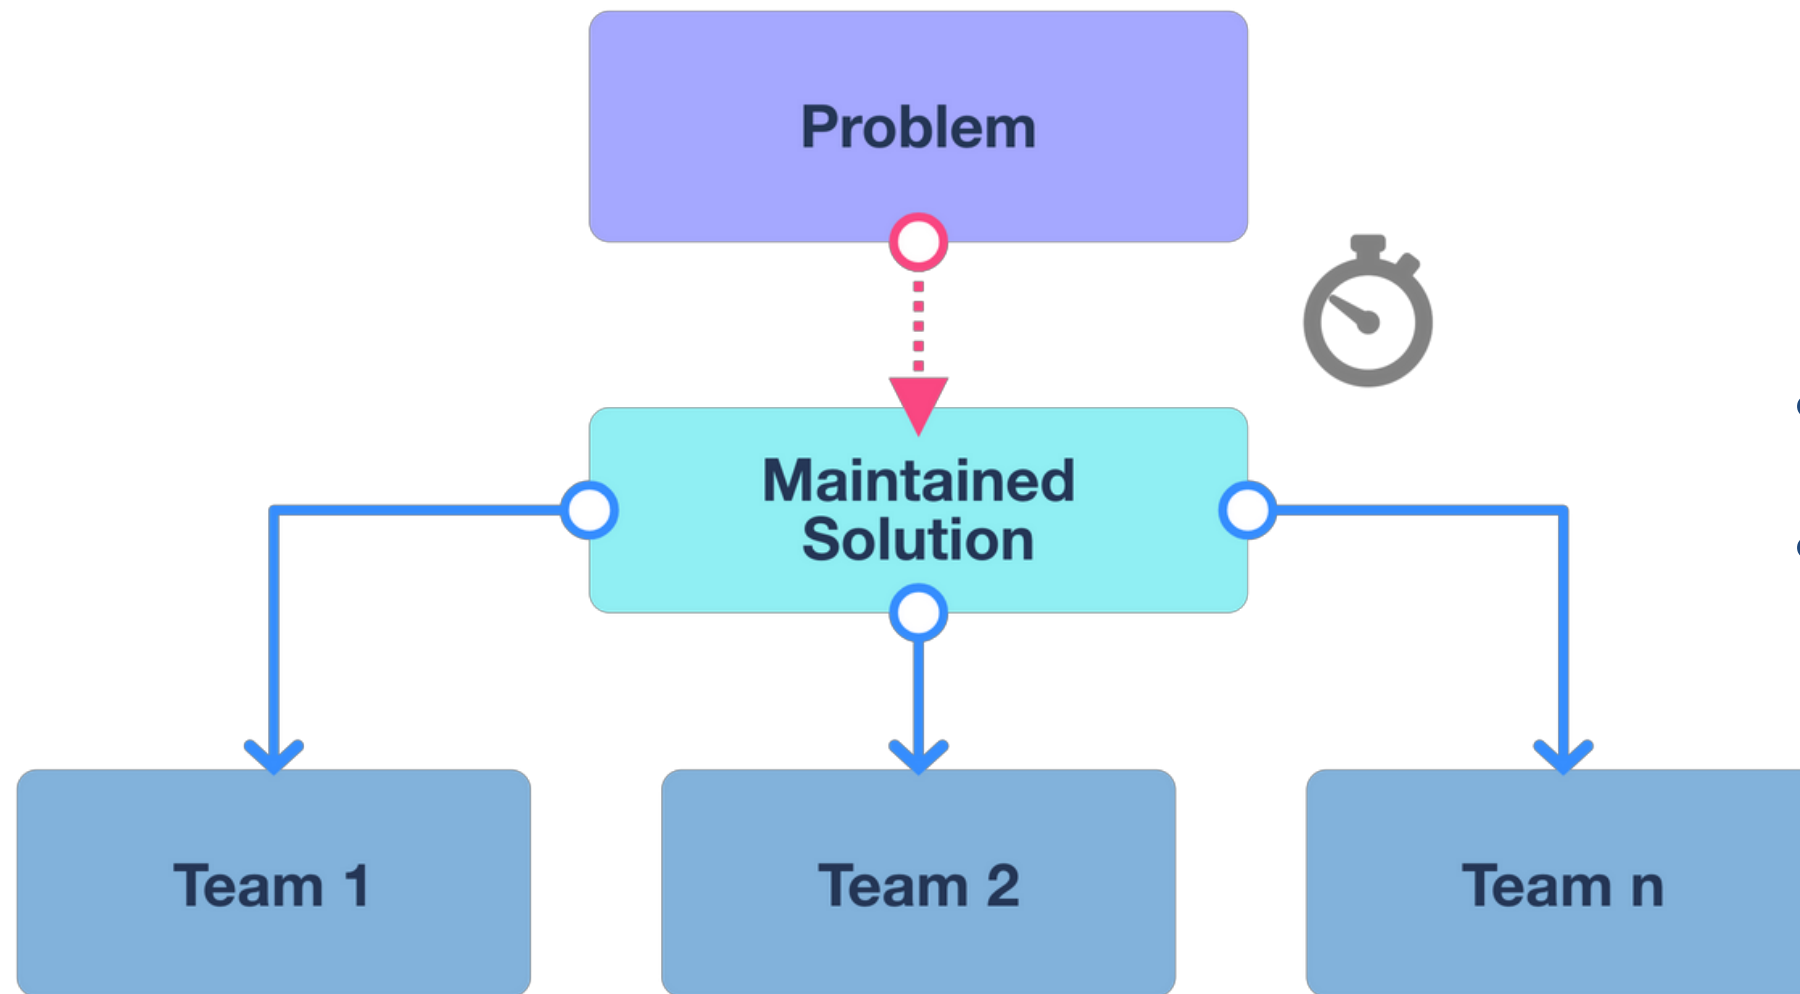 Problem
Maintained
Solution
Team 1
Team 2
Team n